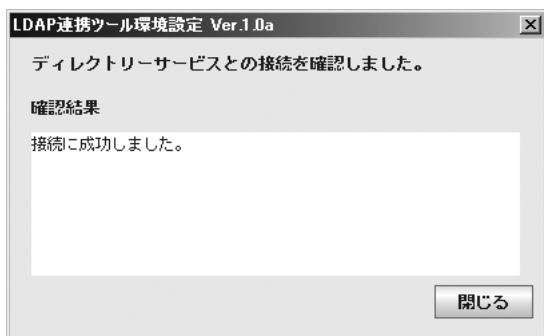 LDAP連携ツール環境設定 Ver.1.0a
ディレクトリーサービスとの接続を確認しました。
確認結果
接続に成功しました。
閉じる